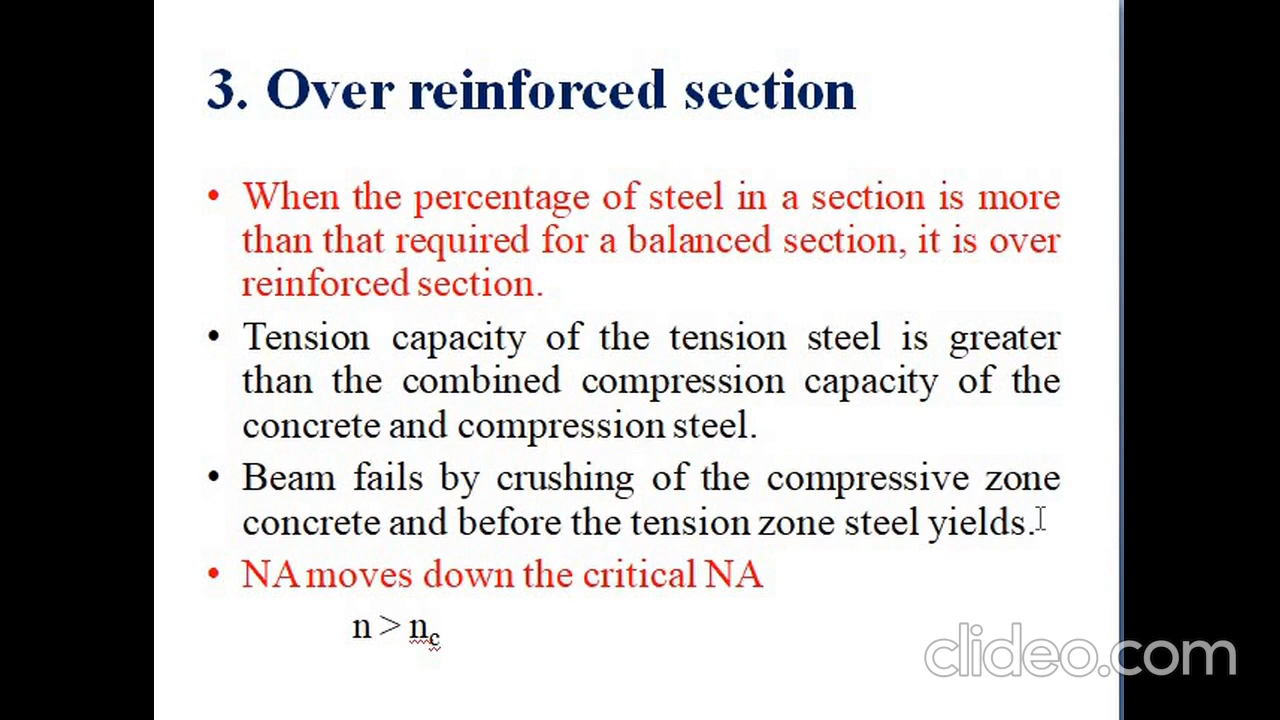 3. Over reinforced section
• When the percentage of steel in a section is more
than that required for a balanced section, it is over
reinforced section.
• Tension capacity of the tension steel is greater
than the combined compression capacity of the
concrete and compression steel.
• Beam fails by crushing of the compressive zone
concrete and before the tension zone steel yields.
• NA moves down the critical NA
n > nc
clideo.com